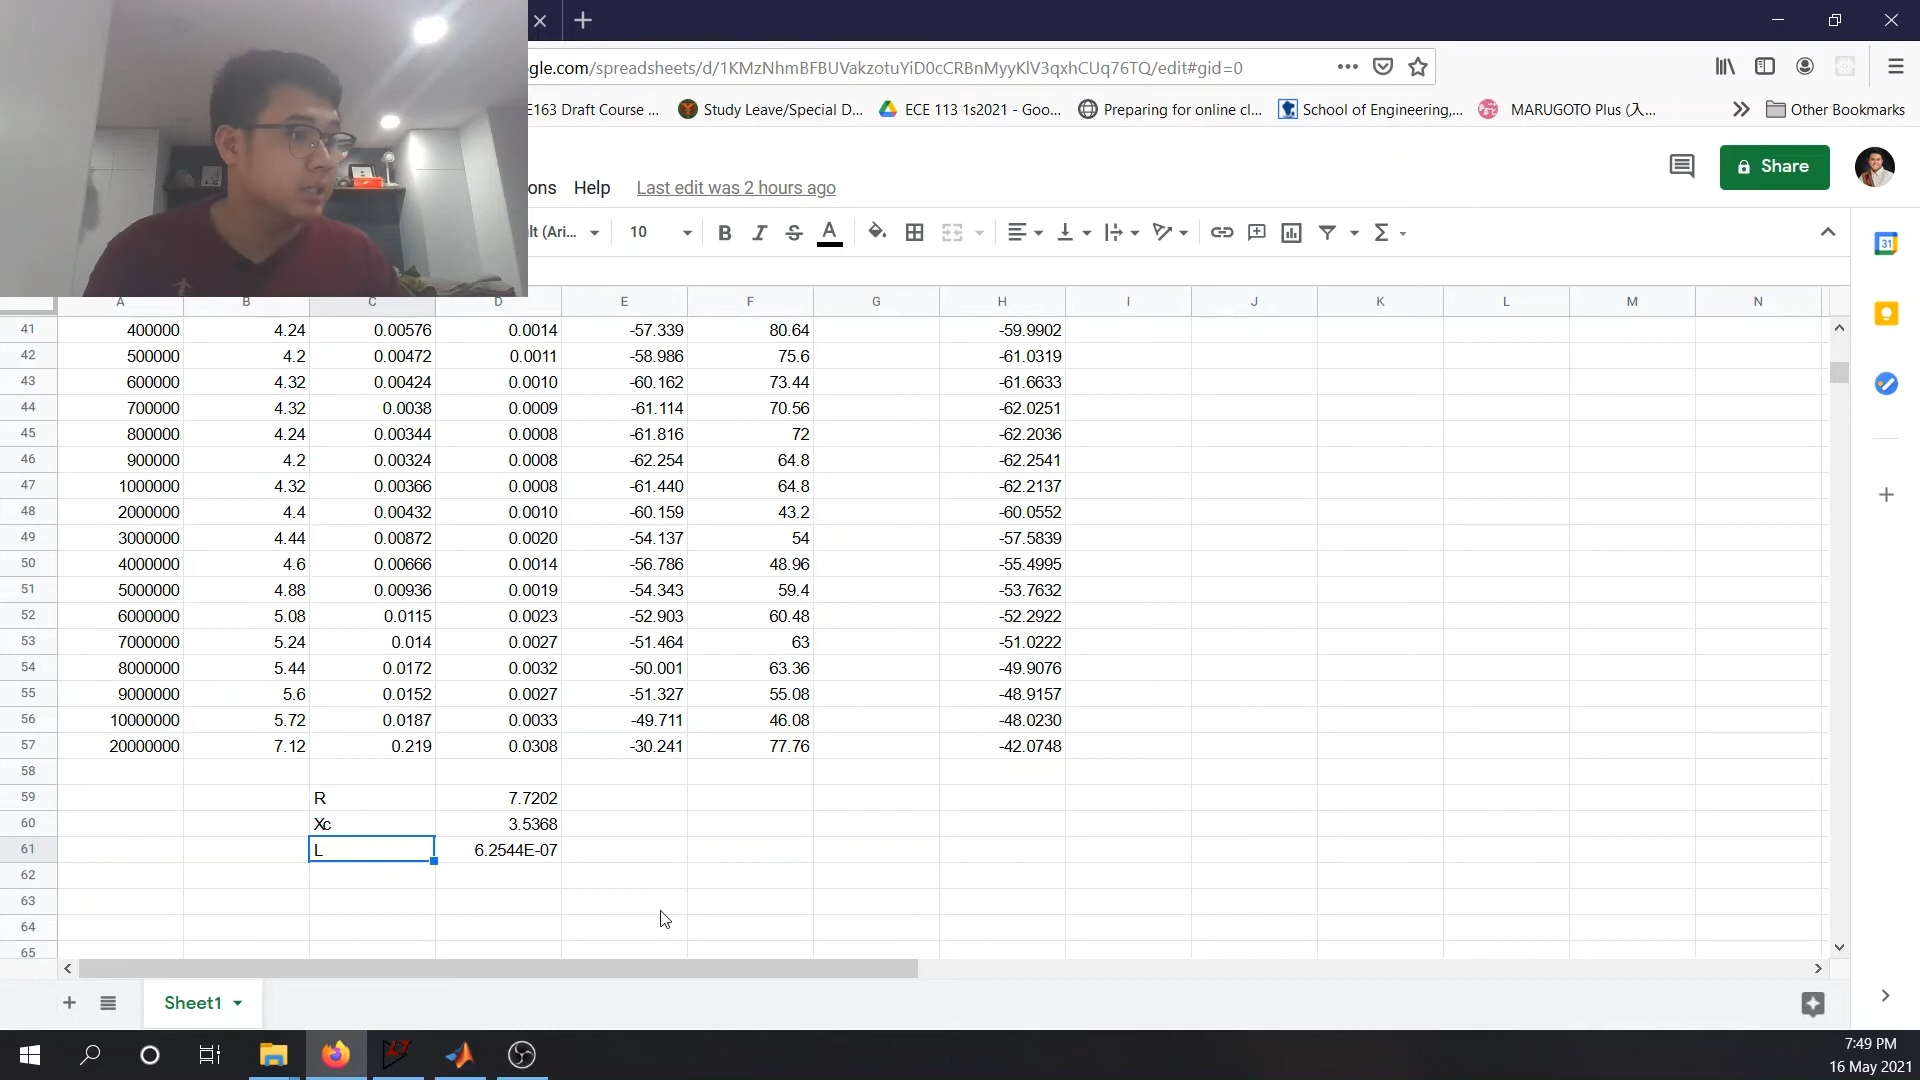 gle.com/spreadsheets/d/1KMzNhmBFBUVakzotuYiD0cCRBnMyyKlV3qxhCUq76TQ/edit#gid=0
E163 Draft Course ... Study Leave/Special D... ECE 113 1s2021 - Goo... Preparing for online cl... School of Engineering,... MARUGOTO Plus (入... Other Bookmarks
Share
ons Help Last edit was 2 hours ago
lt (Ari... 10 B I S A Σ
31
A B C D E F G H I J K L M N
41 400000 4.24 0.00576 0.0014 -57.339 80.64 -59.9902
42 500000 4.2 0.00472 0.0011 -58.986 75.6 -61.0319
43 600000 4.32 0.00424 0.0010 -60.162 73.44 -61.6633
44 700000 4.32 0.0038 0.0009 -61.114 70.56 -62.0251
45 800000 4.24 0.00344 0.0008 -61.816 72 -62.2036
46 900000 4.2 0.00324 0.0008 -62.254 64.8 -62.2541
47 1000000 4.32 0.00366 0.0008 -61.440 64.8 -62.2137
48 2000000 4.4 0.00432 0.0010 -60.159 43.2 -60.0552
49 3000000 4.44 0.00872 0.0020 -54.137 54 -57.5839
50 4000000 4.6 0.00666 0.0014 -56.786 48.96 -55.4995
51 5000000 4.88 0.00936 0.0019 -54.343 59.4 -53.7632
52 6000000 5.08 0.0115 0.0023 -52.903 60.48 -52.2922
53 7000000 5.24 0.014 0.0027 -51.464 63 -51.0222
54 8000000 5.44 0.0172 0.0032 -50.001 63.36 -49.9076
55 9000000 5.6 0.0152 0.0027 -51.327 55.08 -48.9157
56 10000000 5.72 0.0187 0.0033 -49.711 46.08 -48.0230
57 20000000 7.12 0.219 0.0308 -30.241 77.76 -42.0748
58
59 R 7.7202
60 Xc 3.5368
61 L 6.2544E-07
62
63
64
65
Sheet1
7:49 PM
16 May 2021